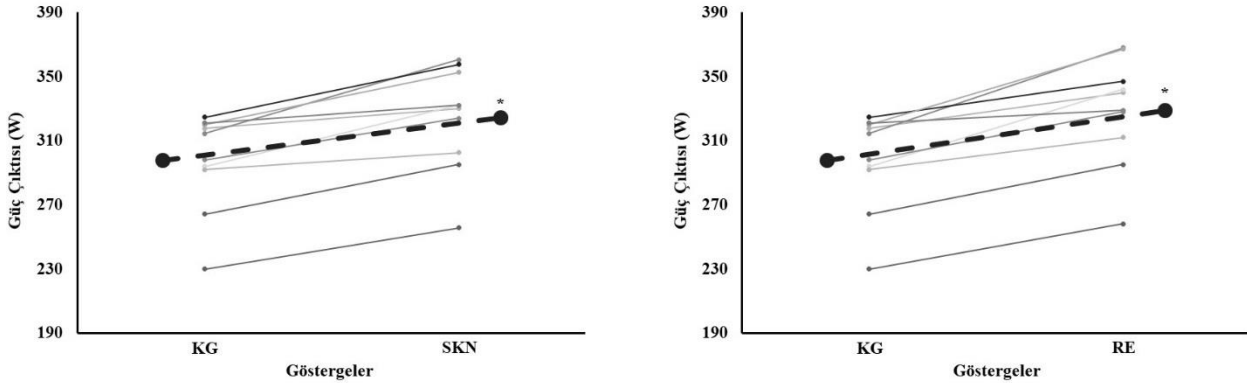 Güç Çıktısı (W)
390
350
310
270
230
190
*
KG
SKN
Göstergeler
Güç Çıktısı (W)
390
350
310
270
230
190
*
KG
RE
Göstergeler